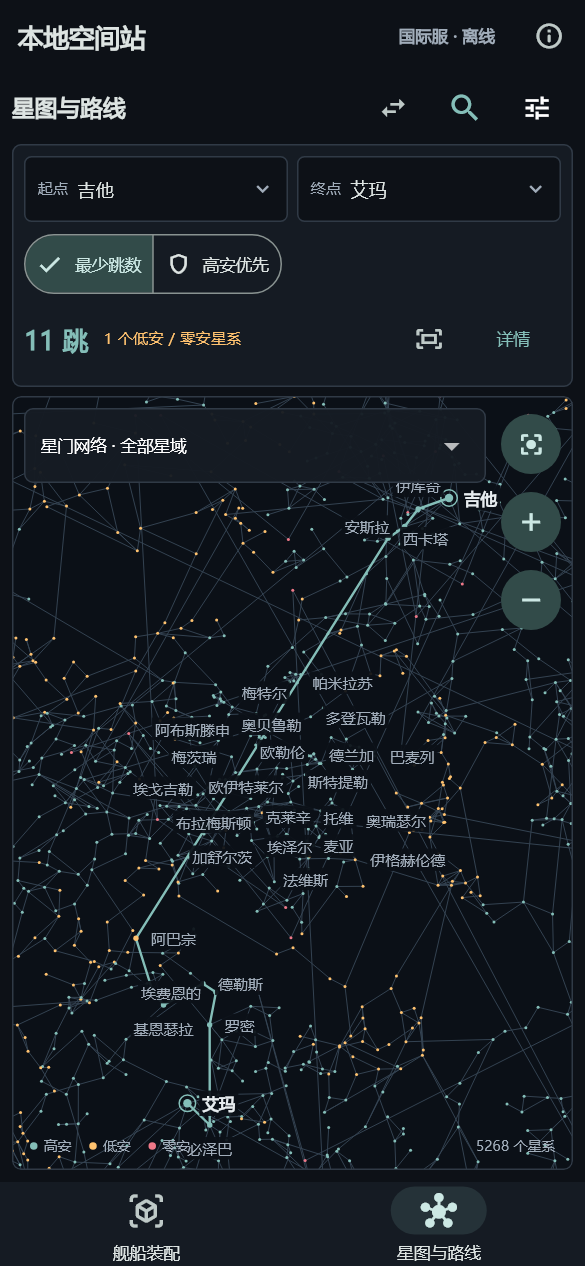 本地空间站
国际服 · 离线
星图与路线
起点 吉他
终点 艾玛
最少跳数
高安优先
11 跳
1 个低安 / 零安星系
详情
星门网络 · 全部星域
伊库奇
吉他
安斯拉
西卡塔
帕米拉苏
梅特尔
多登瓦勒
奥贝鲁勒
阿布斯滕申
欧勒伦
梅茨瑞
德兰加
巴麦列
斯特提勒
埃戈吉勒
欧伊特莱尔
克莱辛
托维
奥瑞瑟尔
布拉梅斯顿
埃泽尔
麦亚
加舒尔茨
伊格赫伦德
法维斯
阿巴宗
德勒斯
埃费恩的
罗密
基恩瑟拉
艾玛
高安
低安
零安
必泽巴
5268 个星系
舰船装配
星图与路线